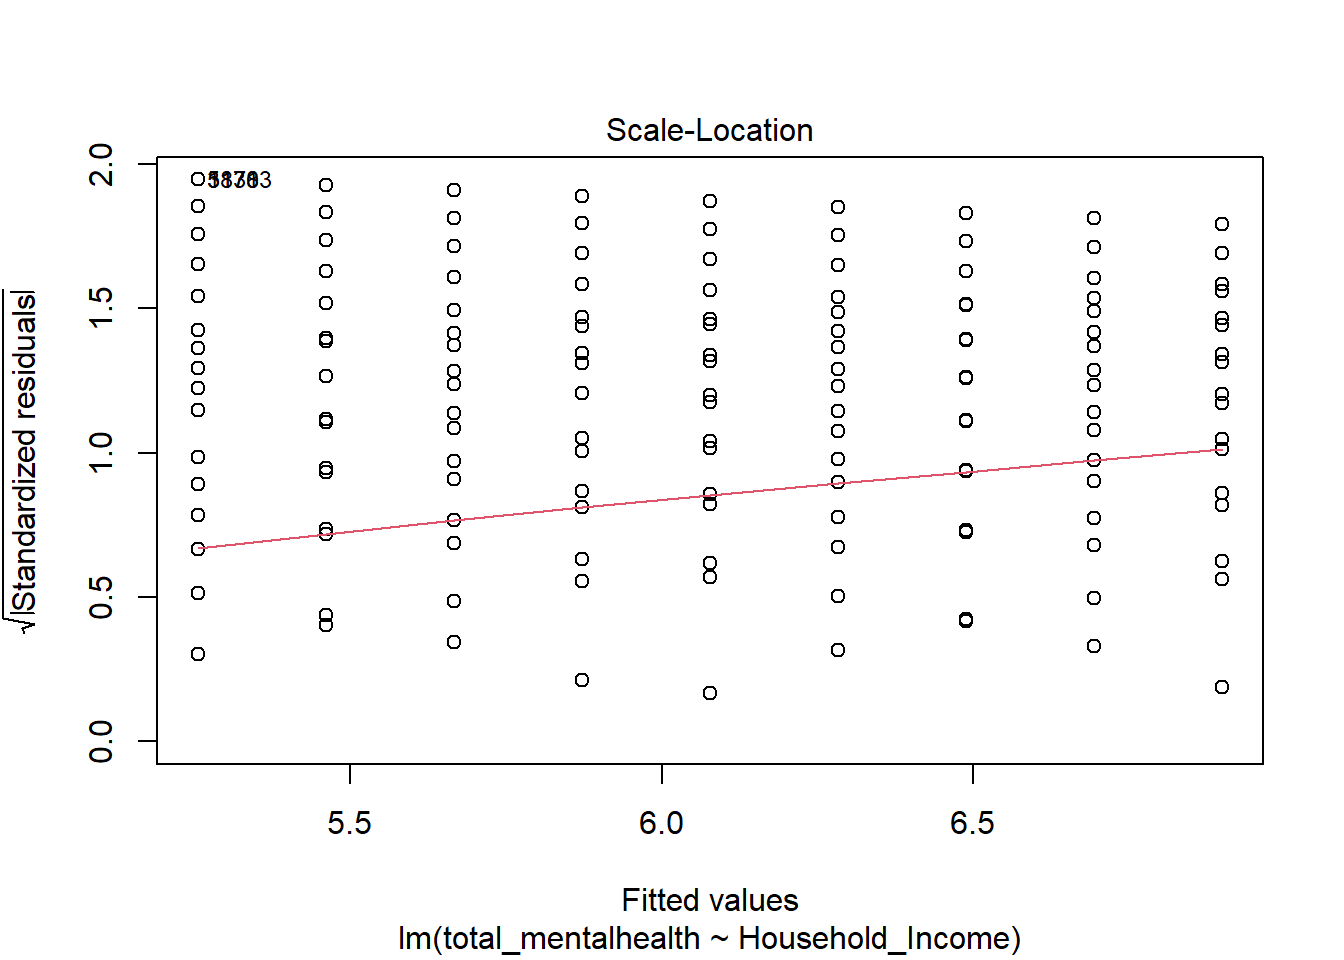 Scale-Location
2.0
1.5
1.0
0.5
0.0
√|Standardized residuals|
5.5 6.0 6.5
Fitted values
lm(total_mentalhealth ~ Household_Income)